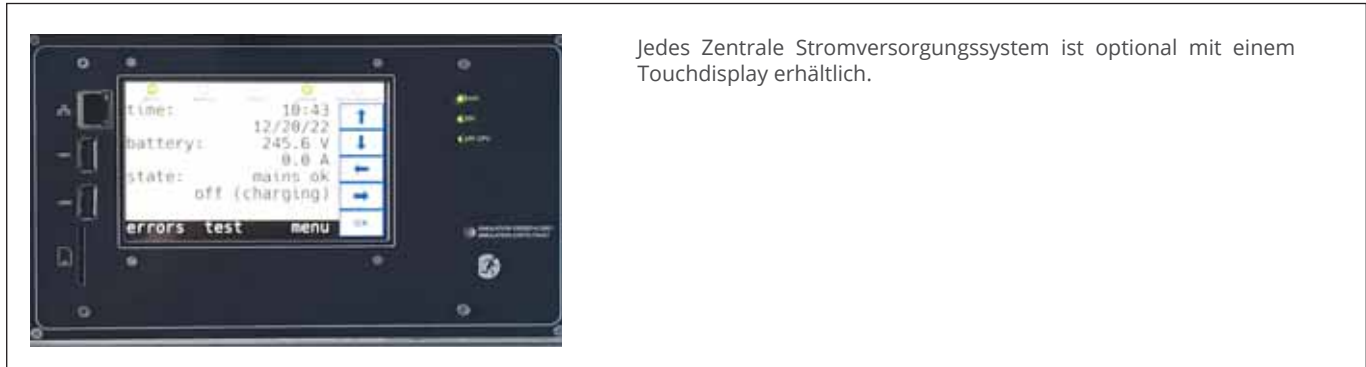 time: 10:43
12/20/22
battery: 245.6 V
0.0 A
state: mains ok
off (charging)
errors test menu
Jedes Zentrale Stromversorgungssystem ist optional mit einem
Touchdisplay erhältlich.